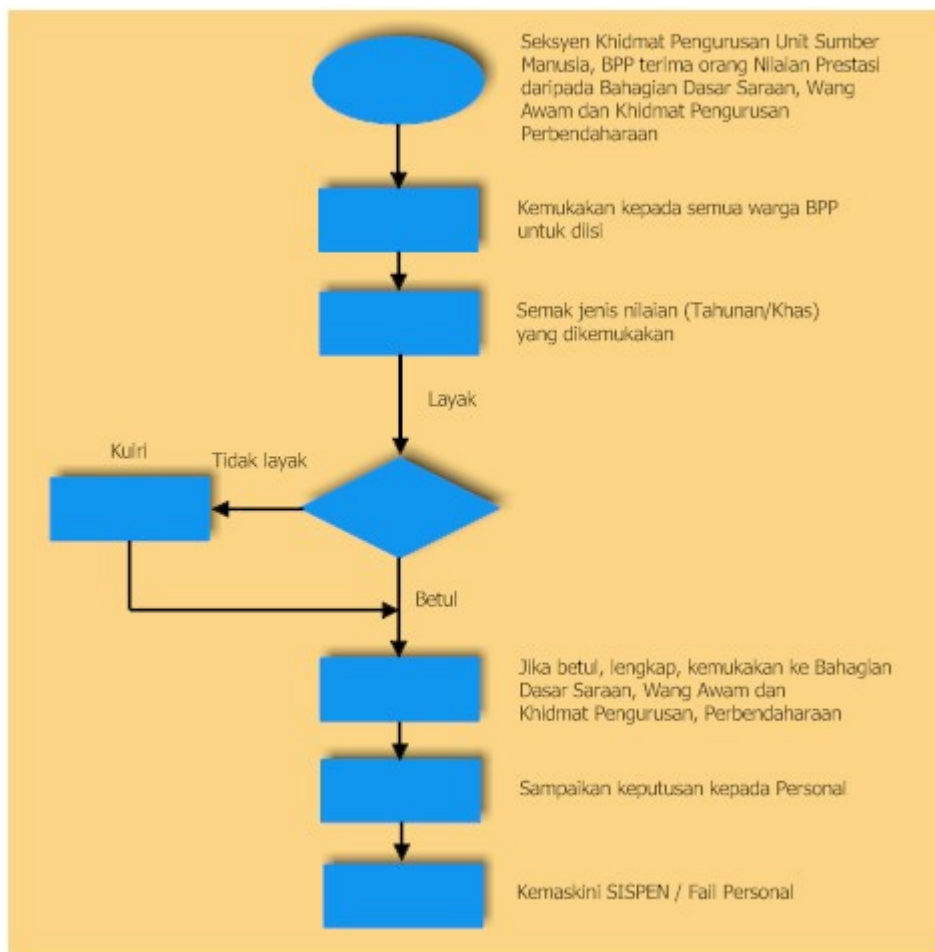 Seksyen Khidmat Pengurusan Unit Sumber
Manusia, BPP terima orang Nilaian Prestasi
daripada Bahagian Dasar Saraan, Wang
Awam dan Khidmat Pengurusan
Perbendaharaan
Kemukakan kepada semua warga BPP
untuk diisi
Semak jenis nilaian (Tahunan/Khas)
yang dikemukakan
Layak
Kuiri
Tidak layak
Betul
Jika betul, lengkap, kemukakan ke Bahagian
Dasar Saraan, Wang Awam dan
Khidmat Pengurusan, Perbendaharaan
Sampaikan keputusan kepada Personal
Kemaskini SISPEN / Fail Personal